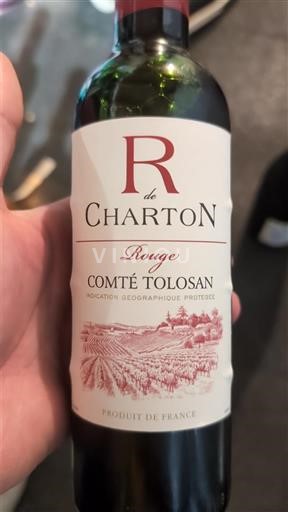 R
de
CHARTON
Rouge
COMTÉ TOLOSAN
INDICATION GÉOGRAPHIQUE PROTÉGÉE
PRODUIT DE FRANCE